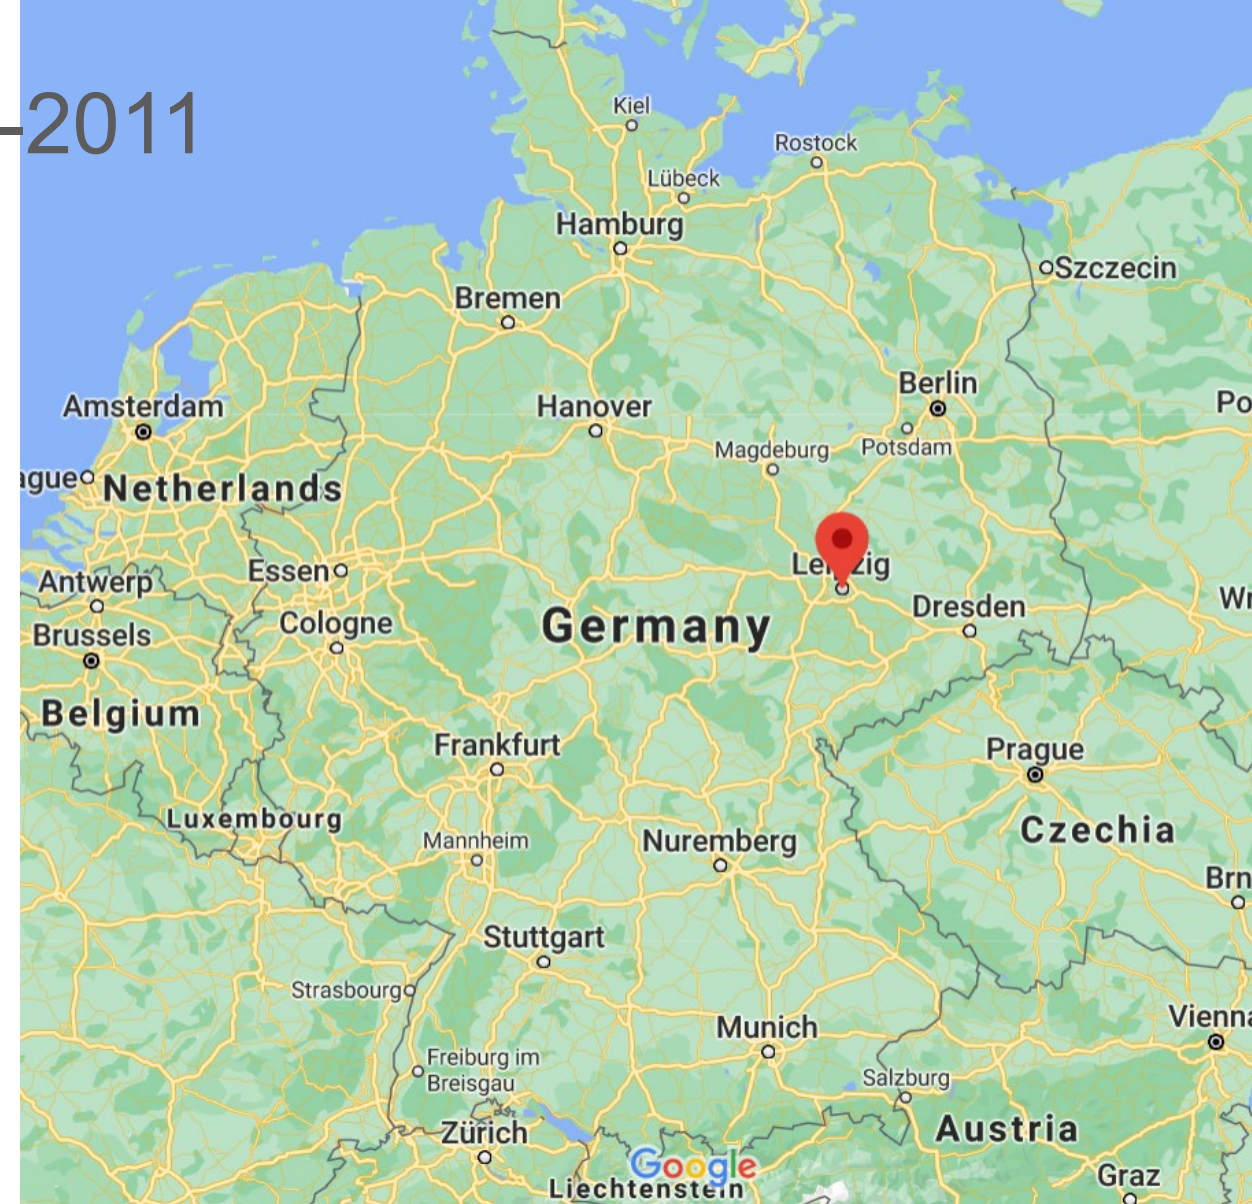 -2011
Kiel
Rostock
Lübeck
Hamburg
Szczecin
Bremen
Berlin
Amsterdam
Hanover
Po
Magdeburg
Potsdam
ague
Netherlands
Leipzig
Essen
Antwerp
Wr
Dresden
Cologne
Germany
Brussels
Belgium
Frankfurt
Prague
Luxembourg
Czechia
Mannheim
Nuremberg
Brn
Stuttgart
Strasbourg
Vienna
Munich
Freiburg im
Breisgau
Salzburg
Austria
Zürich
Google
Graz
Liechtenstein